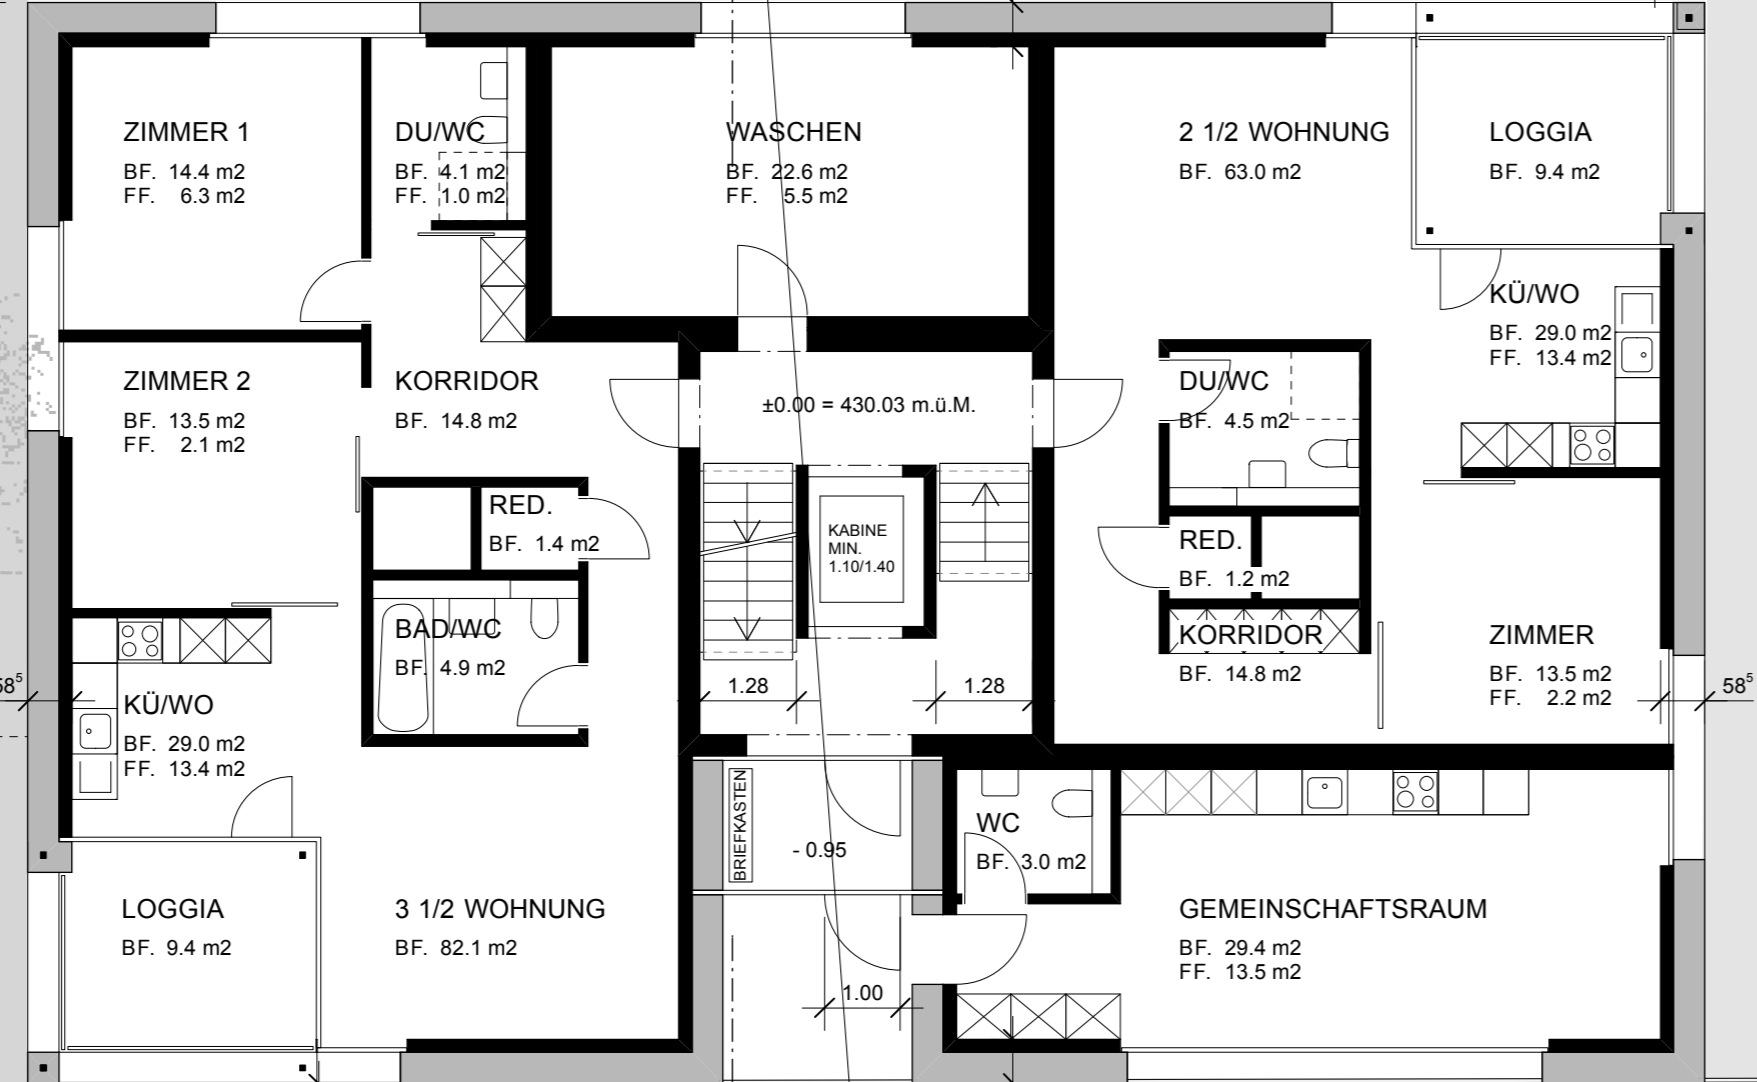 ZIMMER 1
BF. 14.4 m2
FF. 6.3 m2
DU/WC
BF. 4.1 m2
FF. 1.0 m2
WASCHEN
BF. 22.6 m2
FF. 5.5 m2
2 1/2 WOHNUNG
BF. 63.0 m2
LOGGIA
BF. 9.4 m2
KÜ/WO
BF. 29.0 m2
FF. 13.4 m2
ZIMMER 2
BF. 13.5 m2
FF. 2.1 m2
KORRIDOR
BF. 14.8 m2
±0.00 = 430.03 m.ü.M.
DU/WC
BF. 4.5 m2
RED.
BF. 1.4 m2
KABINE
MIN.
1.10/1.40
RED.
BF. 1.2 m2
BAD/WC
BF. 4.9 m2
KORRIDOR
BF. 14.8 m2
ZIMMER
BF. 13.5 m2
FF. 2.2 m2
58⁵
1.28
1.28
58⁵
KÜ/WO
BF. 29.0 m2
FF. 13.4 m2
BRIEFKASTEN
- 0.95
WC
BF. 3.0 m2
LOGGIA
BF. 9.4 m2
3 1/2 WOHNUNG
BF. 82.1 m2
GEMEINSCHAFTSRAUM
BF. 29.4 m2
FF. 13.5 m2
1.00